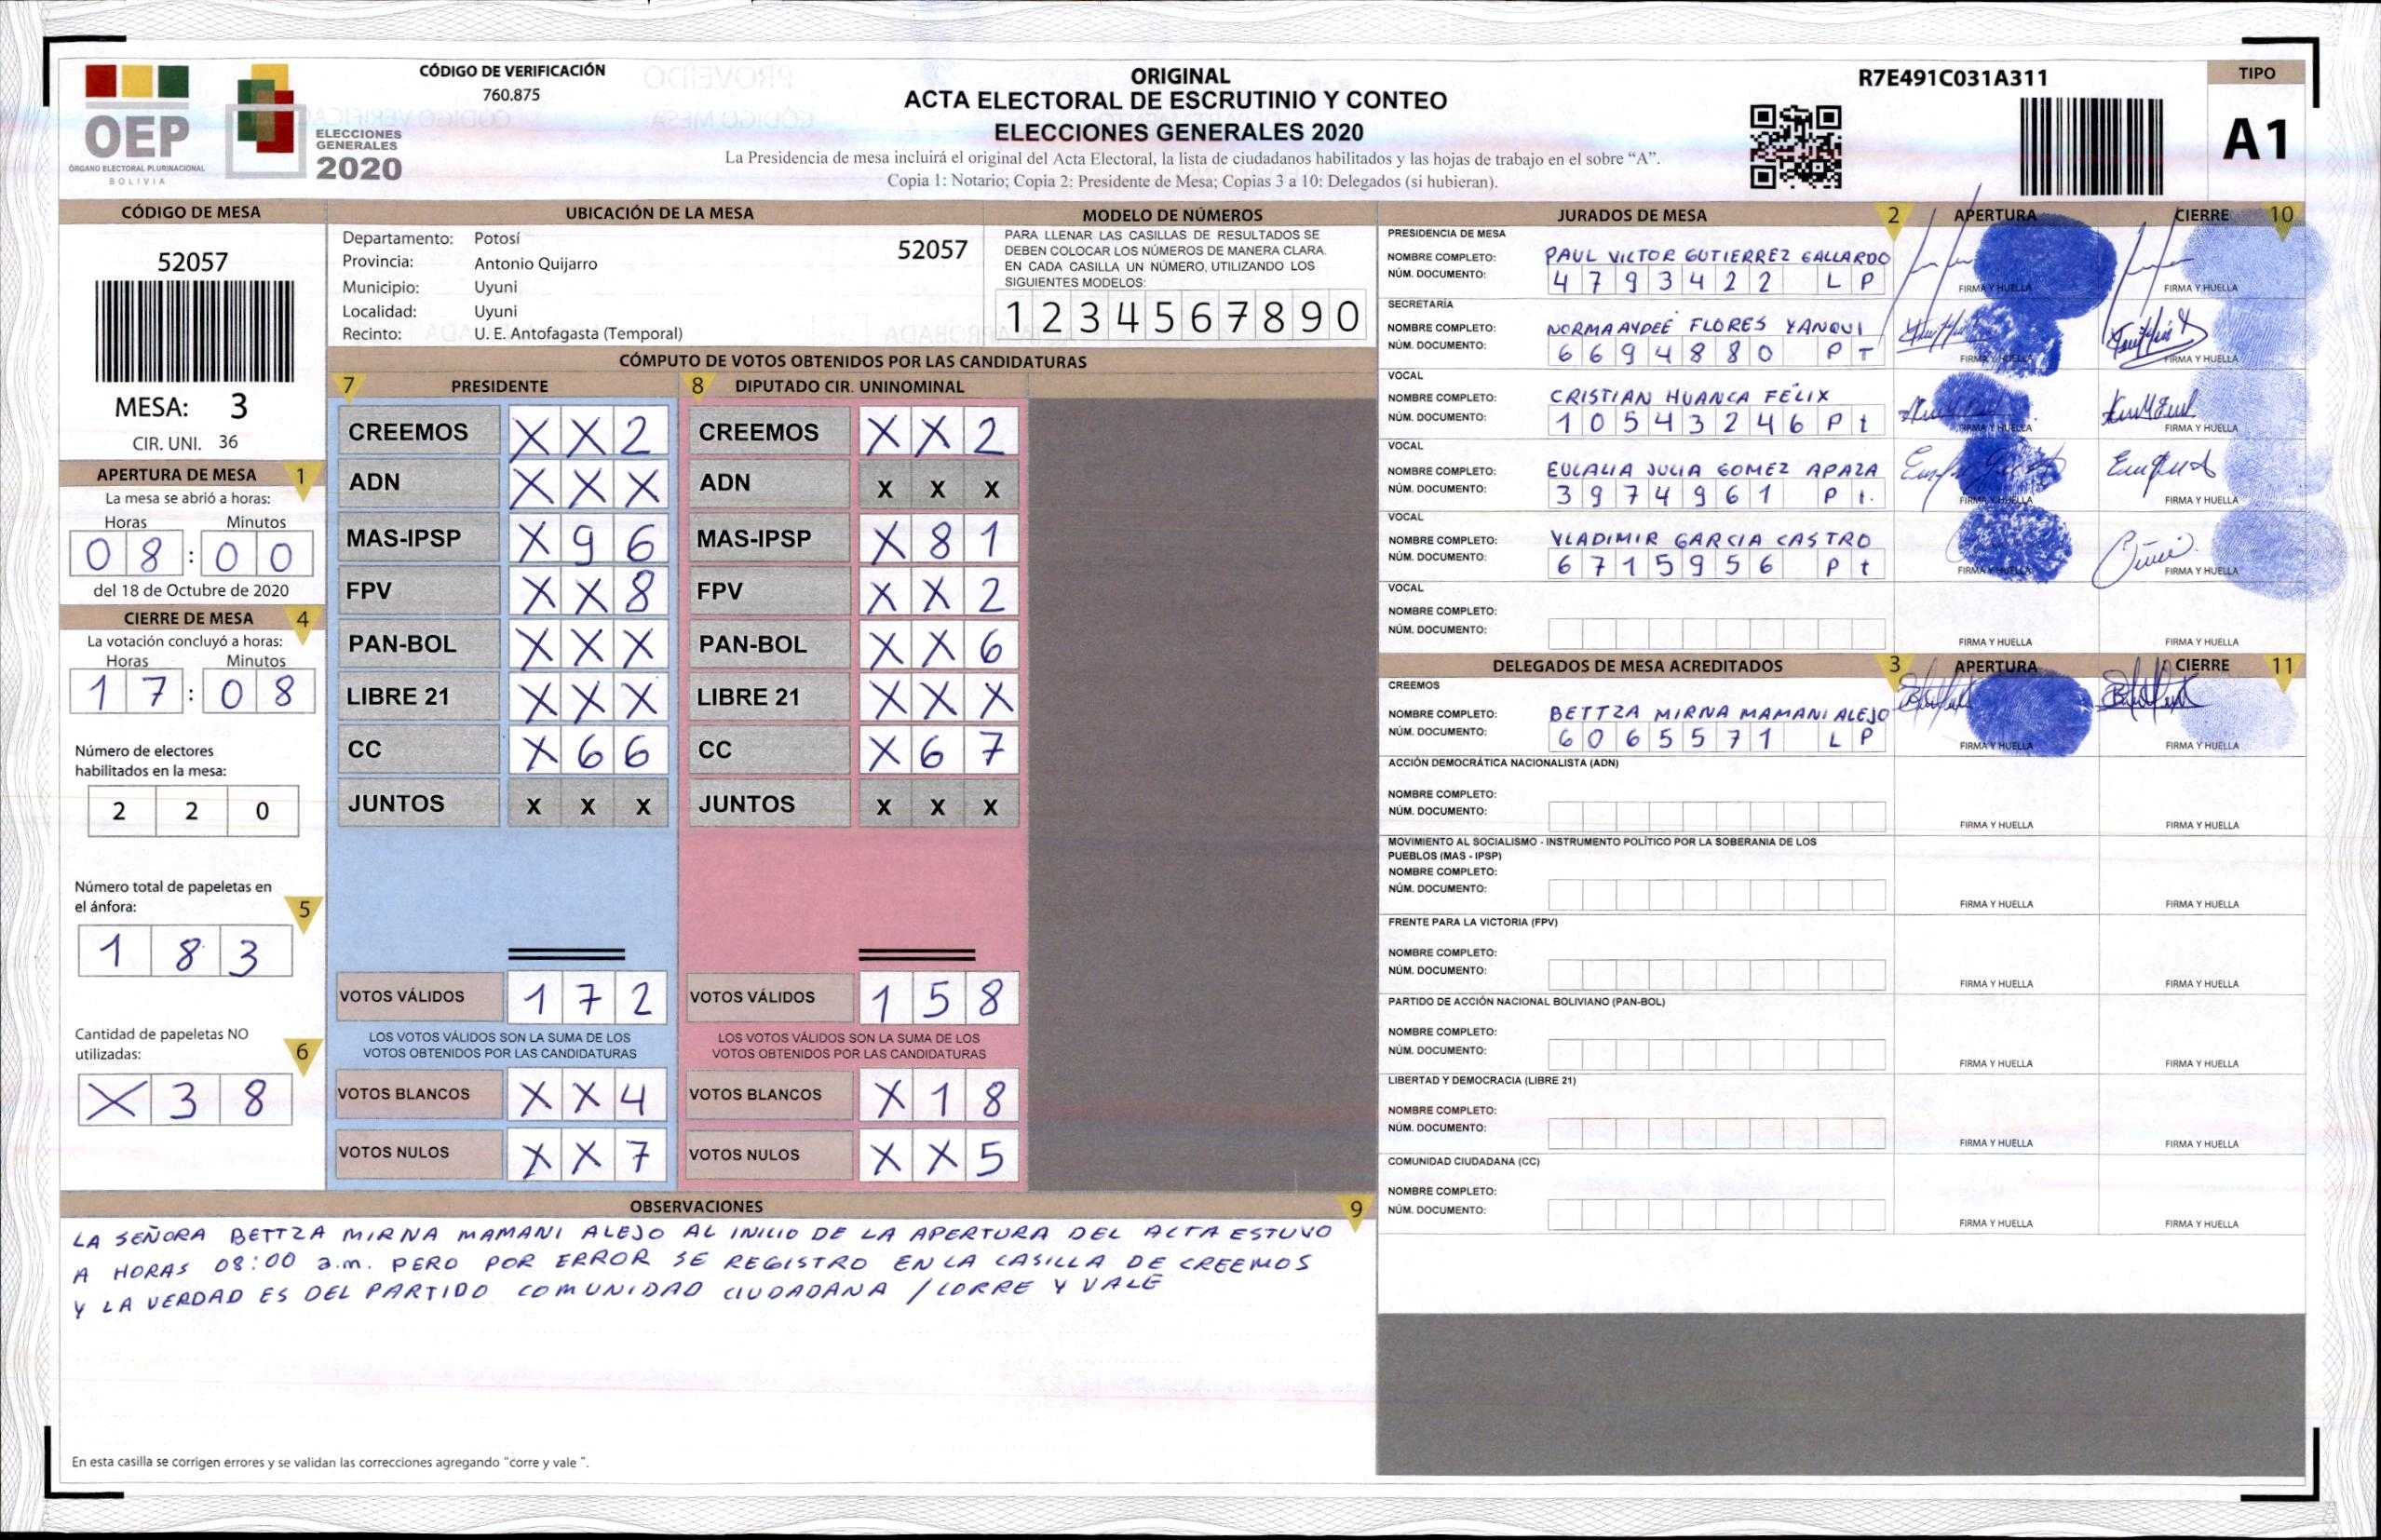 OEP
ÓRGANO ELECTORAL PLURINACIONAL
BOLIVIA
ELECCIONES
GENERALES
2020
CÓDIGO DE VERIFICACIÓN
760.875
ORIGINAL
ACTA ELECTORAL DE ESCRUTINIO Y CONTEO
ELECCIONES GENERALES 2020
La Presidencia de mesa incluirá el original del Acta Electoral, la lista de ciudadanos habilitados y las hojas de trabajo en el sobre “A”.
Copia 1: Notario; Copia 2: Presidente de Mesa; Copias 3 a 10: Delegados (si hubieran).
R7E491C031A311
TIPO
A1
CÓDIGO DE MESA
52057
MESA: 3
CIR. UNI. 36
APERTURA DE MESA 1
La mesa se abrió a horas:
Horas Minutos
08:00
del 18 de Octubre de 2020
CIERRE DE MESA 4
La votación concluyó a horas:
Horas Minutos
17:08
Número de electores
habilitados en la mesa:
2 2 0
Número total de papeletas en
el ánfora: 5
1 8 3
Cantidad de papeletas NO
utilizadas: 6
X 3 8
UBICACIÓN DE LA MESA
Departamento: Potosí 52057
Provincia: Antonio Quijarro
Municipio: Uyuni
Localidad: Uyuni
Recinto: U. E. Antofagasta (Temporal)
MODELO DE NÚMEROS
PARA LLENAR LAS CASILLAS DE RESULTADOS SE
DEBEN COLOCAR LOS NÚMEROS DE MANERA CLARA.
EN CADA CASILLA UN NÚMERO, UTILIZANDO LOS
SIGUIENTES MODELOS:
1 2 3 4 5 6 7 8 9 0
CÓMPUTO DE VOTOS OBTENIDOS POR LAS CANDIDATURAS
7 PRESIDENTE
CREEMOS X X 2
ADN X X X
MAS-IPSP X 9 6
FPV X X 8
PAN-BOL X X X
LIBRE 21 X X X
CC X 6 6
JUNTOS X X X
VOTOS VÁLIDOS 1 7 2
LOS VOTOS VÁLIDOS SON LA SUMA DE LOS
VOTOS OBTENIDOS POR LAS CANDIDATURAS
VOTOS BLANCOS X X 4
VOTOS NULOS X X 7
8 DIPUTADO CIR. UNINOMINAL
CREEMOS X X 2
ADN X X X
MAS-IPSP X 8 1
FPV X X 2
PAN-BOL X X 6
LIBRE 21 X X X
CC X 6 7
JUNTOS X X X
VOTOS VÁLIDOS 1 5 8
LOS VOTOS VÁLIDOS SON LA SUMA DE LOS
VOTOS OBTENIDOS POR LAS CANDIDATURAS
VOTOS BLANCOS X 1 8
VOTOS NULOS X X 5
OBSERVACIONES 9
LA SEÑORA BETTZA MIRNA MAMANI ALEJO AL INICIO DE LA APERTURA DEL ACTA ESTUVO
A HORAS 08:00 a.m. PERO POR ERROR SE REGISTRO EN LA CASILLA DE CREEMOS
Y LA VERDAD ES DEL PARTIDO COMUNIDAD CIUDADANA / CORRE Y VALE
En esta casilla se corrigen errores y se validan las correcciones agregando “corre y vale ”.
JURADOS DE MESA 2 APERTURA CIERRE 10
PRESIDENCIA DE MESA
NOMBRE COMPLETO: PAUL VICTOR GUTIERREZ GALLARDO
NÚM. DOCUMENTO: 4793422 LP
FIRMA Y HUELLA FIRMA Y HUELLA
SECRETARÍA
NOMBRE COMPLETO: NORMA AYDEÉ FLORES YANQUI
NÚM. DOCUMENTO: 6694880 PT
FIRMA Y HUELLA FIRMA Y HUELLA
VOCAL
NOMBRE COMPLETO: CRISTIAN HUANCA FELIX
NÚM. DOCUMENTO: 10543246 Pt
FIRMA Y HUELLA FIRMA Y HUELLA
VOCAL
NOMBRE COMPLETO: EULALIA JULIA GOMEZ APAZA
NÚM. DOCUMENTO: 3974961 Pt.
FIRMA Y HUELLA FIRMA Y HUELLA
VOCAL
NOMBRE COMPLETO: VLADIMIR GARCIA CASTRO
NÚM. DOCUMENTO: 6715956 Pt
FIRMA Y HUELLA FIRMA Y HUELLA
VOCAL
NOMBRE COMPLETO:
NÚM. DOCUMENTO:
FIRMA Y HUELLA FIRMA Y HUELLA
DELEGADOS DE MESA ACREDITADOS 3 APERTURA CIERRE 11
CREEMOS
NOMBRE COMPLETO: BETTZA MIRNA MAMANI ALEJO
NÚM. DOCUMENTO: 6065571 LP
FIRMA Y HUELLA FIRMA Y HUELLA
ACCIÓN DEMOCRÁTICA NACIONALISTA (ADN)
NOMBRE COMPLETO:
NÚM. DOCUMENTO:
FIRMA Y HUELLA FIRMA Y HUELLA
MOVIMIENTO AL SOCIALISMO - INSTRUMENTO POLÍTICO POR LA SOBERANIA DE LOS
PUEBLOS (MAS - IPSP)
NOMBRE COMPLETO:
NÚM. DOCUMENTO:
FIRMA Y HUELLA FIRMA Y HUELLA
FRENTE PARA LA VICTORIA (FPV)
NOMBRE COMPLETO:
NÚM. DOCUMENTO:
FIRMA Y HUELLA FIRMA Y HUELLA
PARTIDO DE ACCIÓN NACIONAL BOLIVIANO (PAN-BOL)
NOMBRE COMPLETO:
NÚM. DOCUMENTO:
FIRMA Y HUELLA FIRMA Y HUELLA
LIBERTAD Y DEMOCRACIA (LIBRE 21)
NOMBRE COMPLETO:
NÚM. DOCUMENTO:
FIRMA Y HUELLA FIRMA Y HUELLA
COMUNIDAD CIUDADANA (CC)
NOMBRE COMPLETO:
NÚM. DOCUMENTO:
FIRMA Y HUELLA FIRMA Y HUELLA